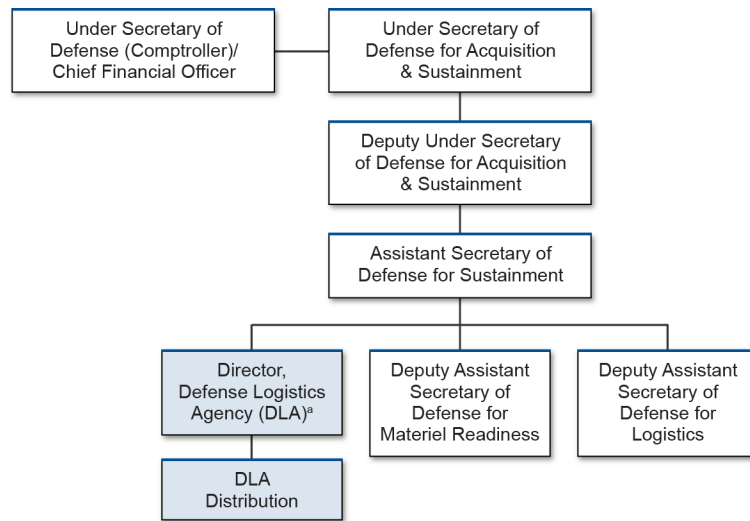 Under Secretary of
Defense (Comptroller)/
Chief Financial Officer
Under Secretary of
Defense for Acquisition
& Sustainment
Deputy Under Secretary
of Defense for Acquisition
& Sustainment
Assistant Secretary of
Defense for Sustainment
Director,
Defense Logistics
Agency (DLA)ᵃ
Deputy Assistant
Secretary of
Defense for
Materiel Readiness
Deputy Assistant
Secretary of
Defense for
Logistics
DLA
Distribution